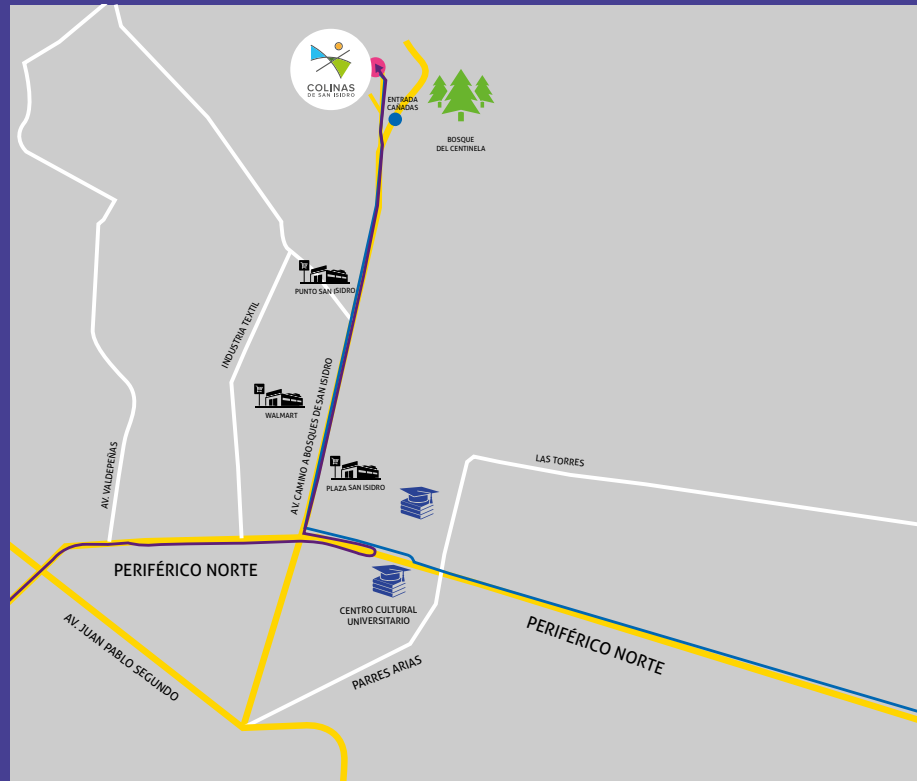 COLINAS
DE SAN ISIDRO
ENTRADA
CAÑADAS
BOSQUE
DEL CENTINELA
PUNTO SAN ISIDRO
INDUSTRIA TEXTIL
WALMART
AV. CAMINO A BOSQUES DE SAN ISIDRO
AV. VALDEPEÑAS
PLAZA SAN ISIDRO
LAS TORRES
PERIFÉRICO NORTE
CENTRO CULTURAL
UNIVERSITARIO
AV. JUAN PABLO SEGUNDO
PARRES ARIAS
PERIFÉRICO NORTE